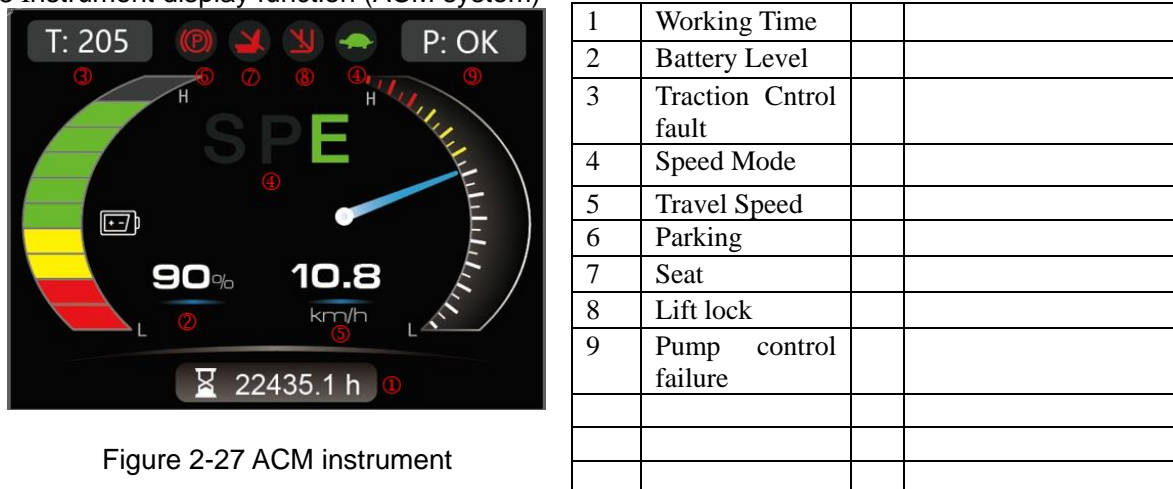 Instrument display function (ACM system)
T: 205
P: OK
③
⑥
⑦
⑧
④
⑨
H
H
SPE
④
90%
10.8
②
km/h
⑤
L
L
22435.1 h
①
Figure 2-27 ACM instrument
1 Working Time
2 Battery Level
3 Traction Cntrol
fault
4 Speed Mode
5 Travel Speed
6 Parking
7 Seat
8 Lift lock
9 Pump control
failure